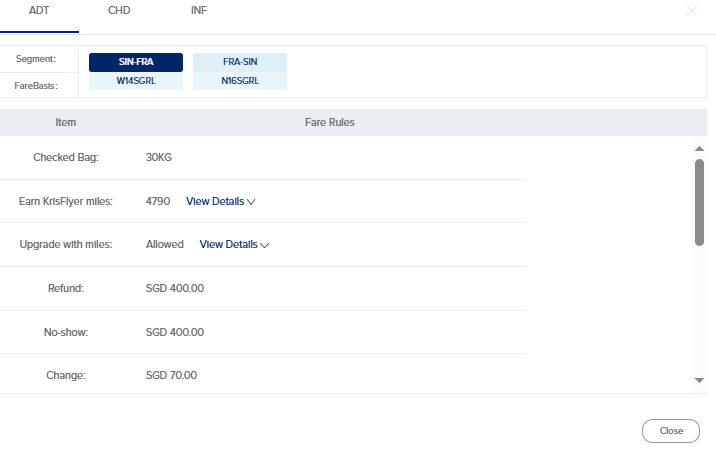 ADT CHD INF
Segment: SIN-FRA FRA-SIN
FareBasis: W14SGRL N16SGRL
Item Fare Rules
Checked Bag: 30KG
Earn KrisFlyer miles: 4790 View Details
Upgrade with miles: Allowed View Details
Refund: SGD 400.00
No-show: SGD 400.00
Change: SGD 70.00
Close